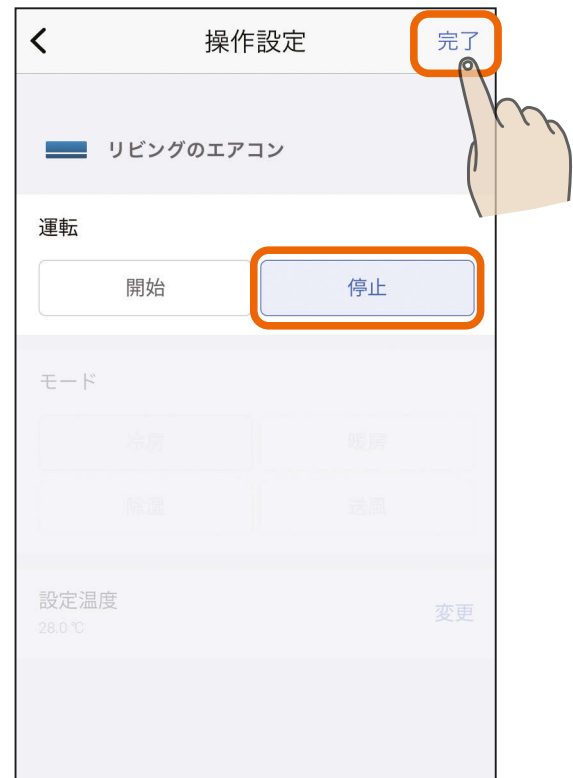 操作設定 完了
リビングのエアコン
運転
開始 停止
モード
冷房 暖房
除湿 送風
設定温度
変更
28.0℃